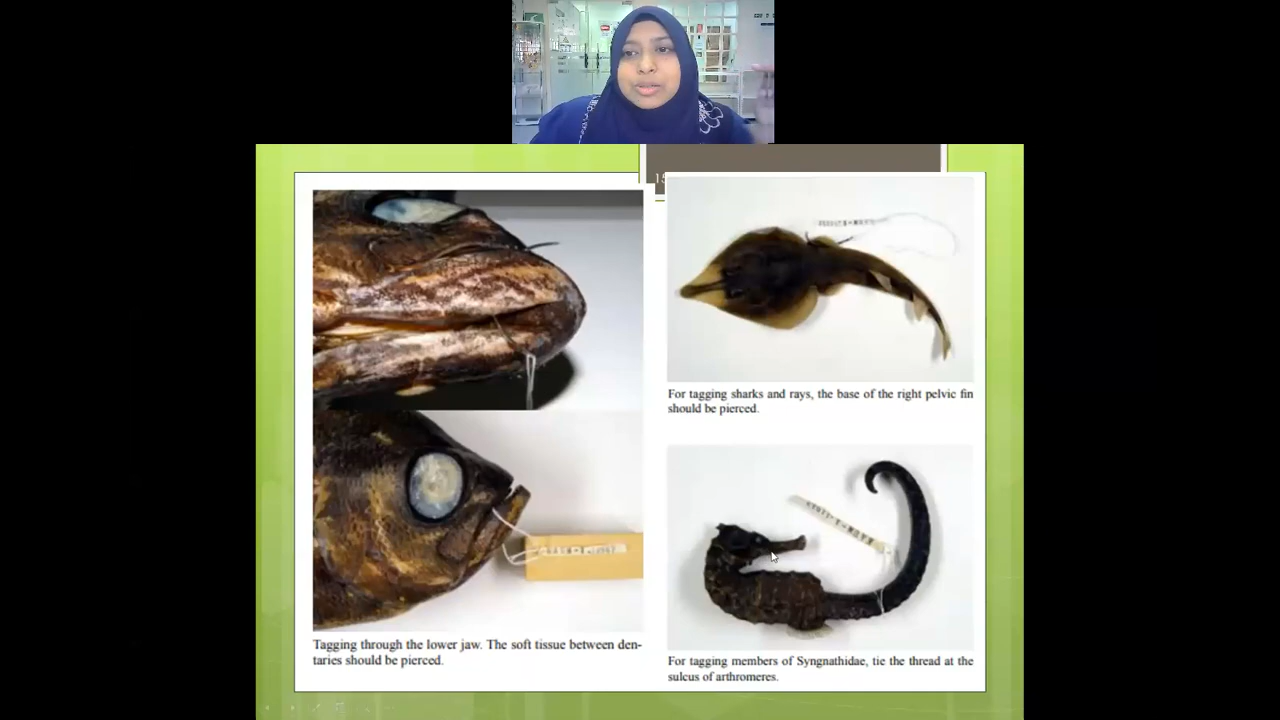 Tagging through the lower jaw. The soft tissue between den-
taries should be pierced.
For tagging sharks and rays, the base of the right pelvic fin
should be pierced.
For tagging members of Syngnathidae, tie the thread at the
sulcus of arthromeres.